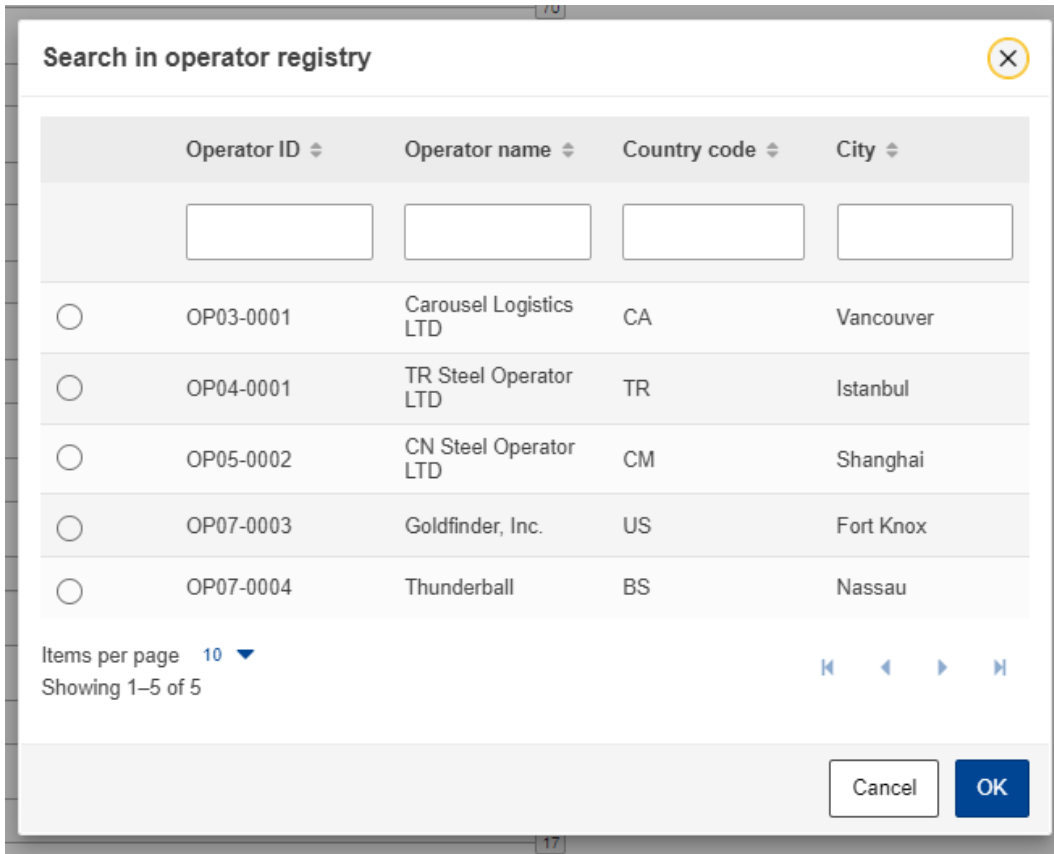 70
Search in operator registry
Operator ID Operator name Country code City
OP03-0001 Carousel Logistics LTD CA Vancouver
OP04-0001 TR Steel Operator LTD TR Istanbul
OP05-0002 CN Steel Operator LTD CM Shanghai
OP07-0003 Goldfinder, Inc. US Fort Knox
OP07-0004 Thunderball BS Nassau
Items per page 10
Showing 1–5 of 5
Cancel OK
17